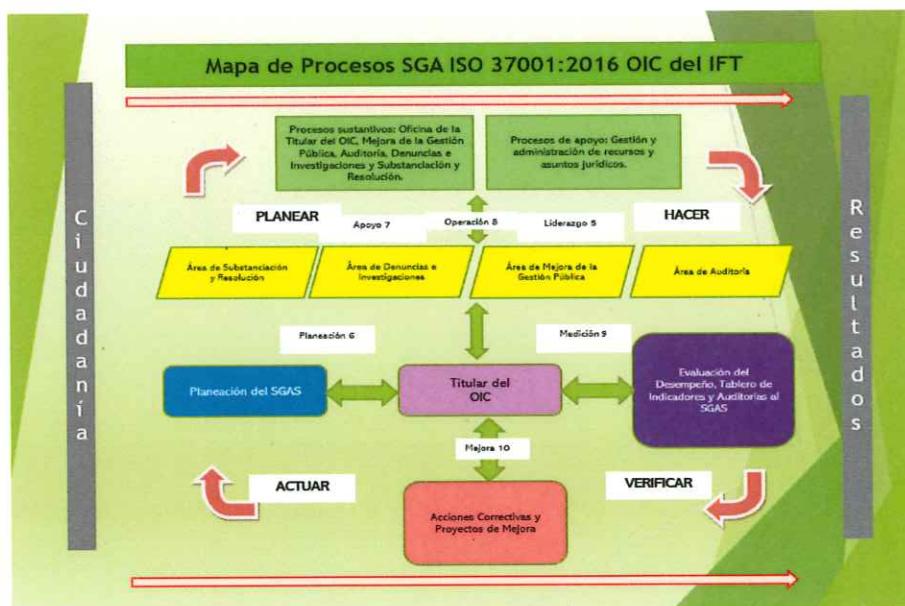 Mapa de Procesos SGA ISO 37001:2016 OIC del IFT
Ciudadanía
Procesos sustantivos: Oficina de la
Titular del OIC, Mejora de la Gestión
Pública, Auditoría, Denuncias e
Investigaciones y Substanciación y
Resolución.
Procesos de apoyo: Gestión y
administración de recursos y
asuntos jurídicos.
PLANEAR
Apoyo 7
Operación 8
Liderazgo 5
HACER
Área de Substanciación
y Resolución
Área de Denuncias e
Investigaciones
Área de Mejora de la
Gestión Pública
Área de Auditoría
Planeación 6
Medición 9
Planeación del SGAS
Titular del
OIC
Evaluación del
Desempeño, Tablero de
Indicadores y Auditorías al
SGAS
Mejora 10
ACTUAR
VERIFICAR
Acciones Correctivas y
Proyectos de Mejora
Resultados